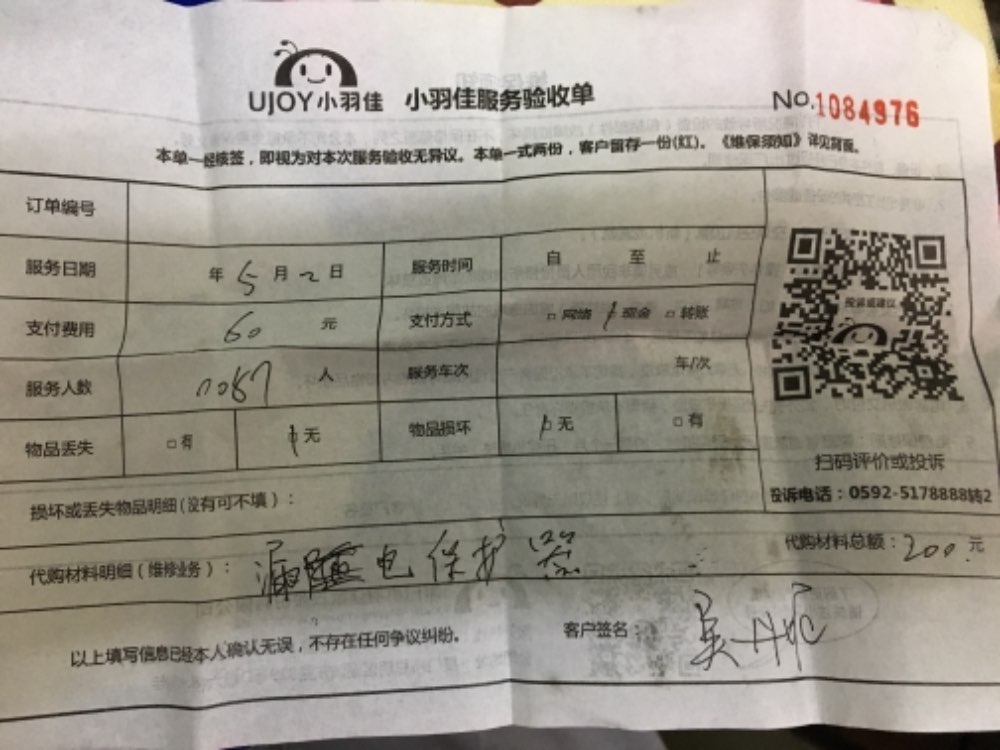 UJOY小羽佳 小羽佳服务验收单 NO.1084976
本单一经核签，即视为对本次服务验收无异议。本单一式两份，客户留存一份(红)。《维保须知》详见背面。
订单编号
服务日期 年 5 月 2 日 服务时间 自 至 止
支付费用 60 元 支付方式 □网络 □现金 □转账
服务人数 1087 人 服务车次 车/次
物品丢失 □有 □无 物品损坏 □无 □有
投诉或建议
扫码评价或投诉
投诉电话：0592-5178888转2
损坏或丢失物品明细(没有可不填)：
代购材料明细(维修业务)：漏电保护器 代购材料总额：200元
以上填写信息已经本人确认无误，不存在任何争议纠纷。 客户签名 吴丹妮